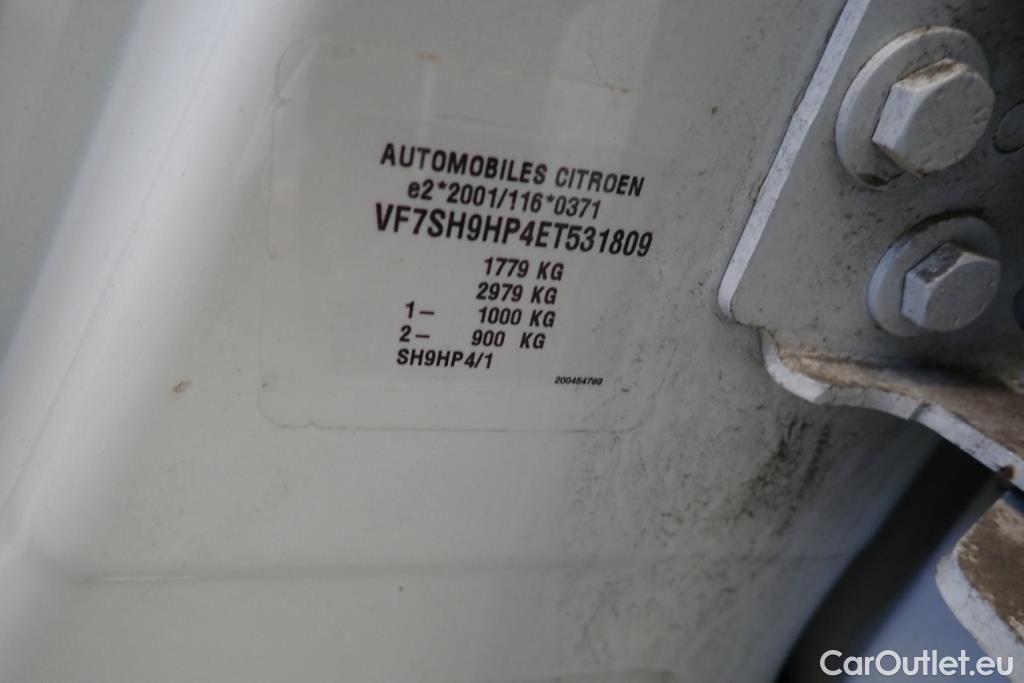 AUTOMOBILES CITROEN
e2*2001/116*0371
VF7SH9HP4ET531809
1779 KG
2979 KG
1– 1000 KG
2– 900 KG
SH9HP4/1
200454789
CarOutlet.eu